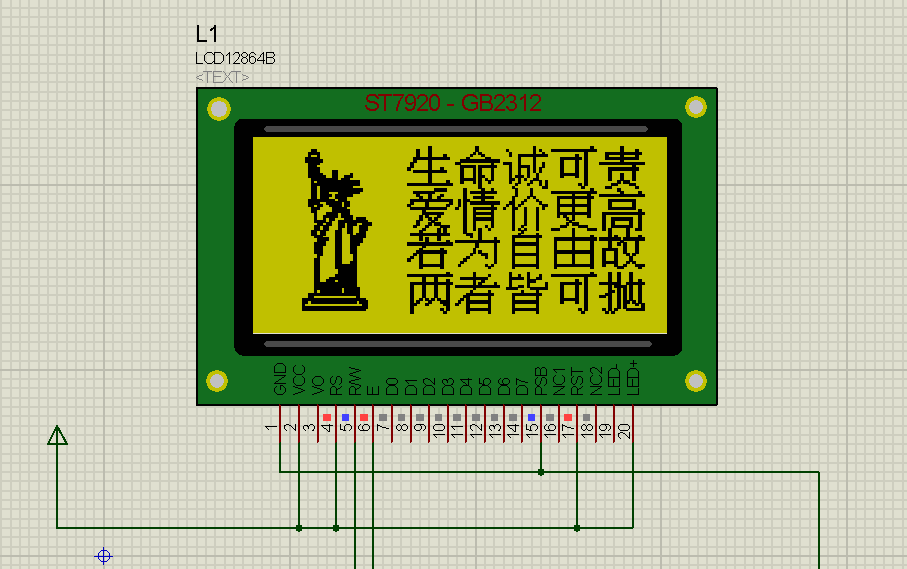 L1
LCD12864B
<TEXT>
ST7920 - GB2312
生命诚可贵
爱情价更高
若为自由故
两者皆可抛
GND VCC VO RS R/W E D0 D1 D2 D3 D4 D5 D6 D7 PSB NC1 RST NC2 LED- LED+
1 2 3 4 5 6 7 8 9 10 11 12 13 14 15 16 17 18 19 20